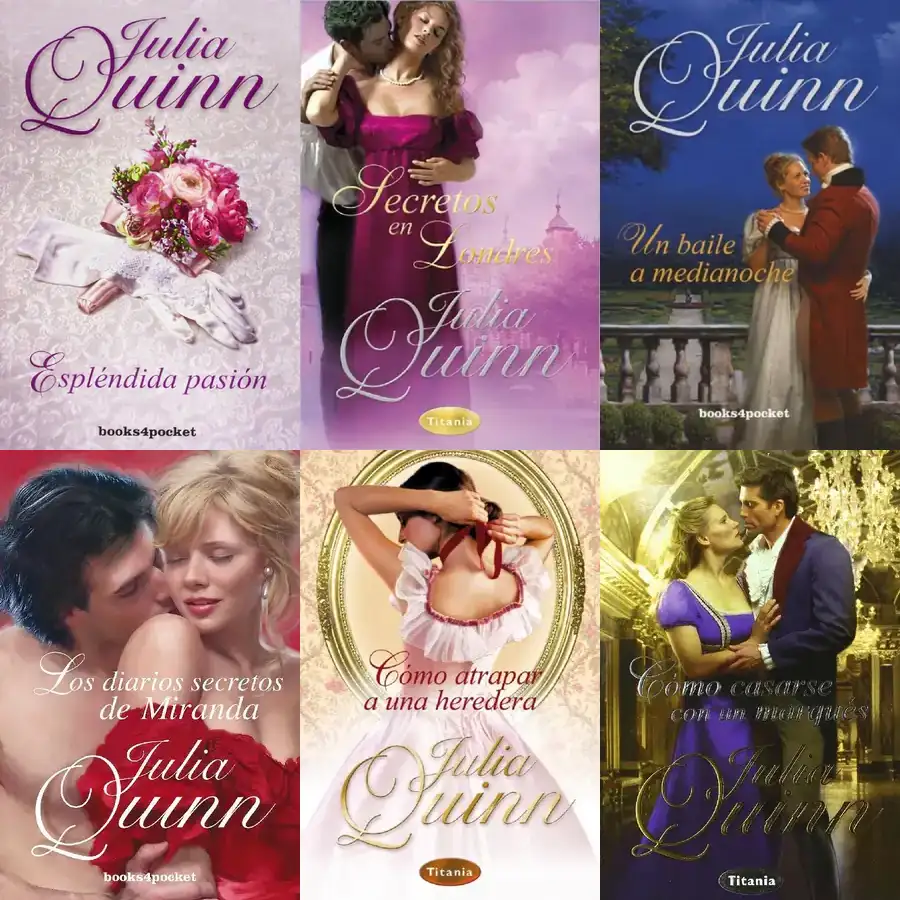 Julia
Quinn
Espléndida pasión
books4pocket
Secretos
en
Londres
Julia
Quinn
Titania
Julia
Quinn
Un baile
a medianoche
books4pocket
Los diarios secretos
de Miranda
Julia
Quinn
books4pocket
Cómo atrapar
a una heredera
Julia
Quinn
Titania
Cómo casarse
con un marqués
Julia
Quinn
Titania